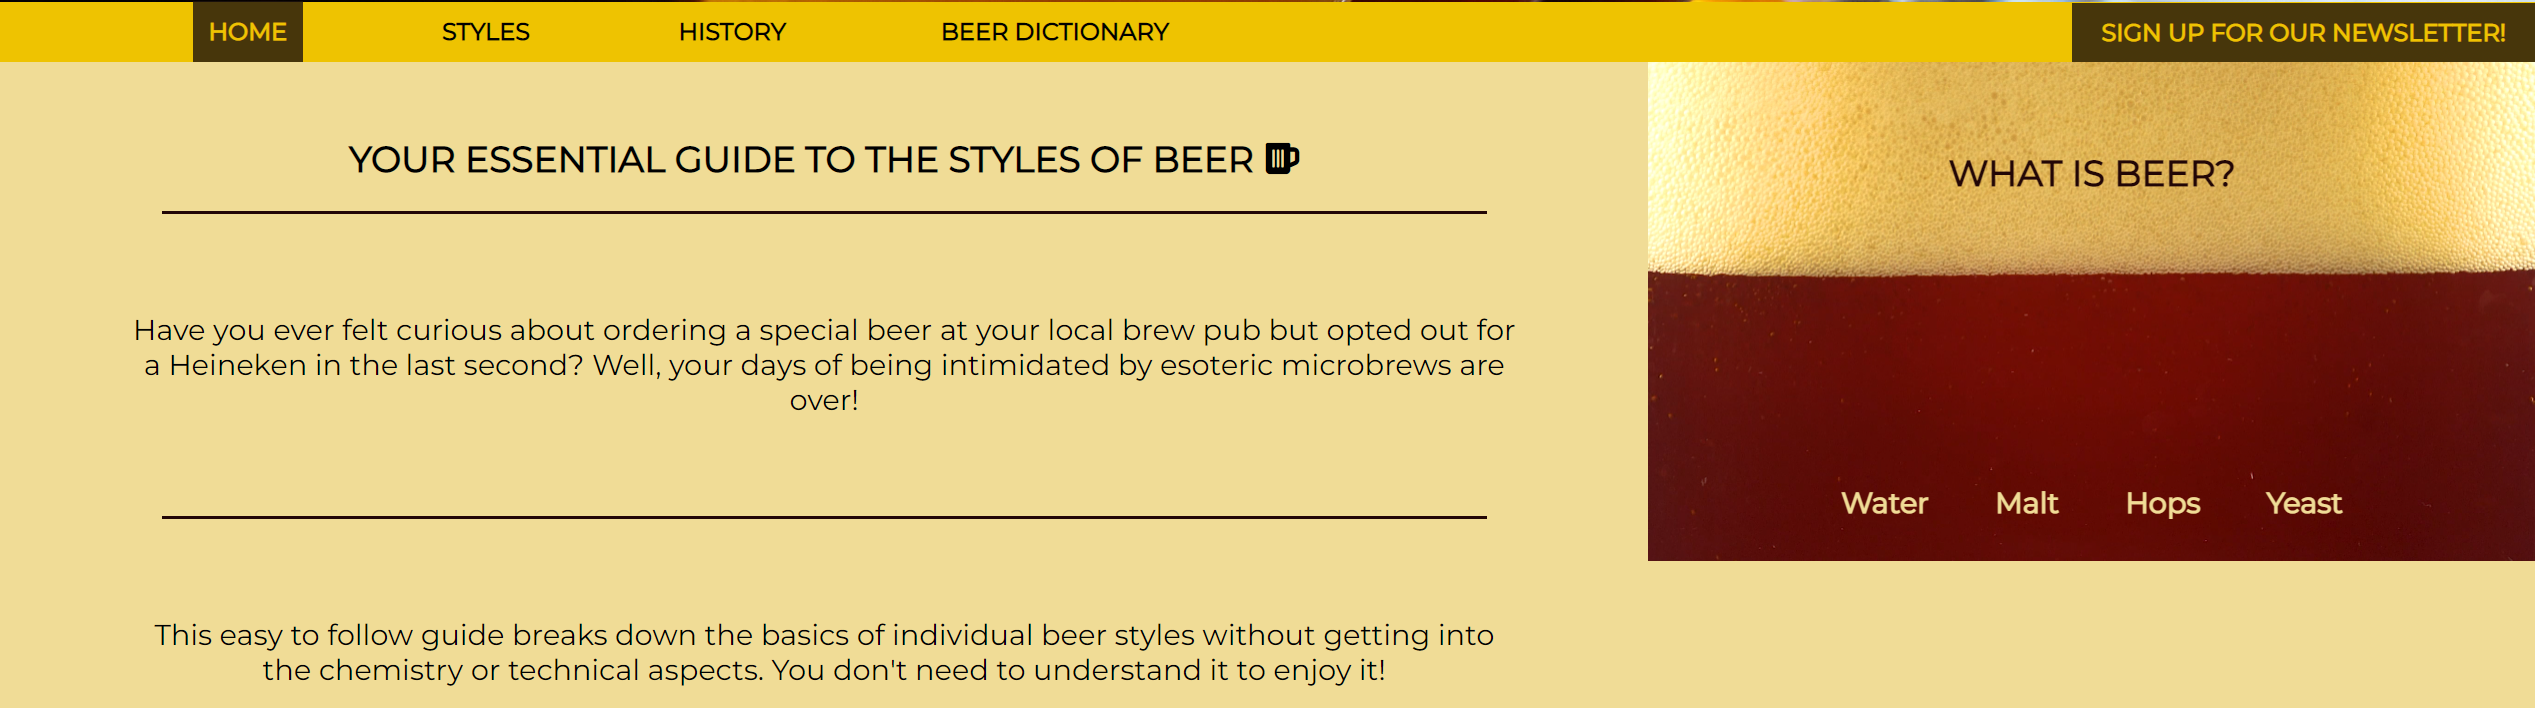 HOME STYLES HISTORY BEER DICTIONARY SIGN UP FOR OUR NEWSLETTER!
YOUR ESSENTIAL GUIDE TO THE STYLES OF BEER
Have you ever felt curious about ordering a special beer at your local brew pub but opted out for
a Heineken in the last second? Well, your days of being intimidated by esoteric microbrews are
over!
This easy to follow guide breaks down the basics of individual beer styles without getting into
the chemistry or technical aspects. You don't need to understand it to enjoy it!
WHAT IS BEER?
Water Malt Hops Yeast